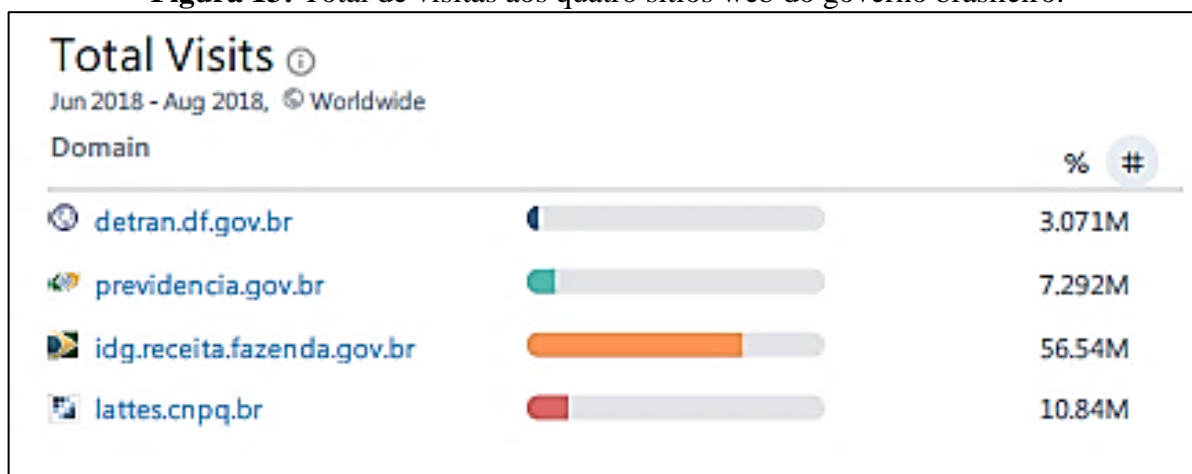 Figura 15: Total de visitas aos quatro sítios web do governo brasileiro.
Total Visits
Jun 2018 - Aug 2018, Worldwide
Domain % #
detran.df.gov.br 3.071M
previdencia.gov.br 7.292M
idg.receita.fazenda.gov.br 56.54M
lattes.cnpq.br 10.84M